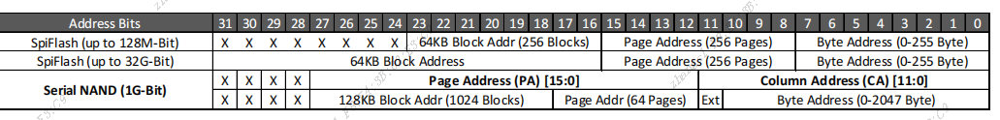 Address Bits 31 30 29 28 27 26 25 24 23 22 21 20 19 18 17 16 15 14 13 12 11 10 9 8 7 6 5 4 3 2 1 0
SpiFlash (up to 128M-Bit) X X X X X X X X 64KB Block Addr (256 Blocks) Page Address (256 Pages) Byte Address (0-255 Byte)
SpiFlash (up to 32G-Bit) 64KB Block Address Page Address (256 Pages) Byte Address (0-255 Byte)
Serial NAND (1G-Bit) X X X X Page Address (PA) [15:0] Column Address (CA) [11:0]
X X X X 128KB Block Addr (1024 Blocks) Page Addr (64 Pages) Ext Byte Address (0-2047 Byte)